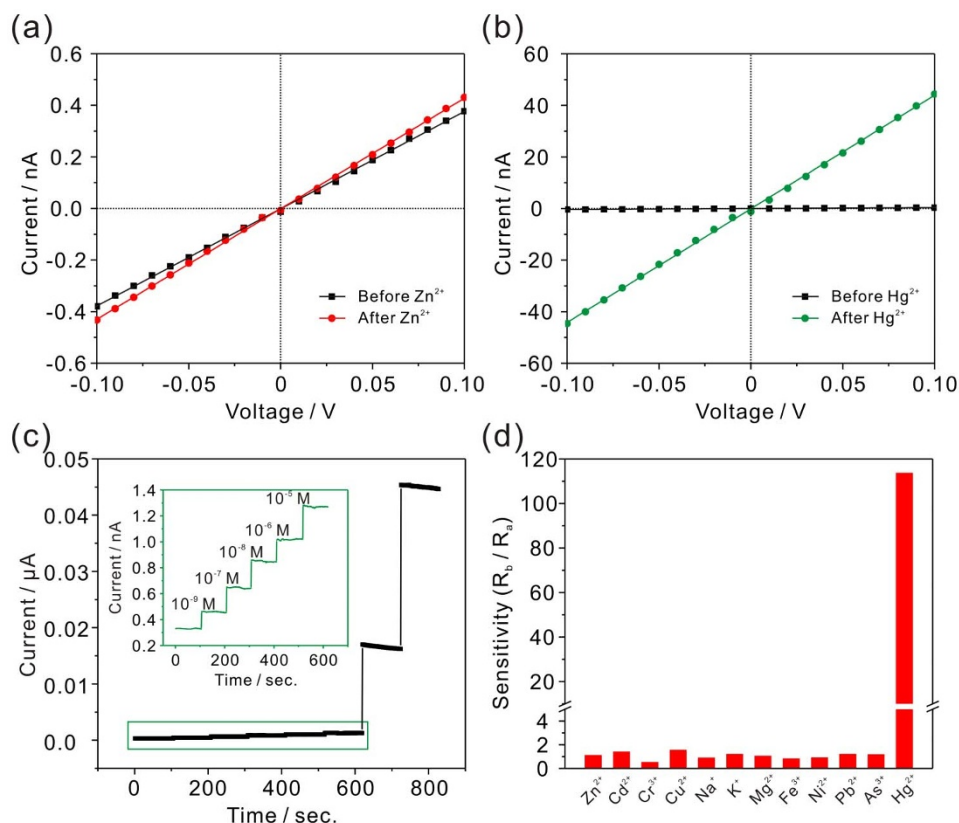 (a)
0.6
0.4
0.2
0.0
-0.2
-0.4
-0.6
Current / nA
-0.10
-0.05
0
0.05
0.10
Voltage / V
Before Zn²⁺
After Zn²⁺
(b)
60
40
20
0
-20
-40
-60
Current / nA
-0.10
-0.05
0
0.05
0.10
Voltage / V
Before Hg²⁺
After Hg²⁺
(c)
0.05
0.04
0.03
0.02
0.01
0.0
Current / µA
0
200
400
600
800
Time / sec.
1.4
1.2
1.0
0.8
0.6
0.4
0.2
Current / nA
0
200
400
600
Time / sec.
10⁻⁹ M
10⁻⁷ M
10⁻⁸ M
10⁻⁶ M
10⁻⁵ M
(d)
120
100
80
60
40
20
4
2
0
Sensitivity (R_b / R_a)
Zn²⁺
Cd²⁺
Cr³⁺
Cu²⁺
Na⁺
K⁺
Mg²⁺
Fe³⁺
Ni²⁺
Pb²⁺
As³⁺
Hg²⁺